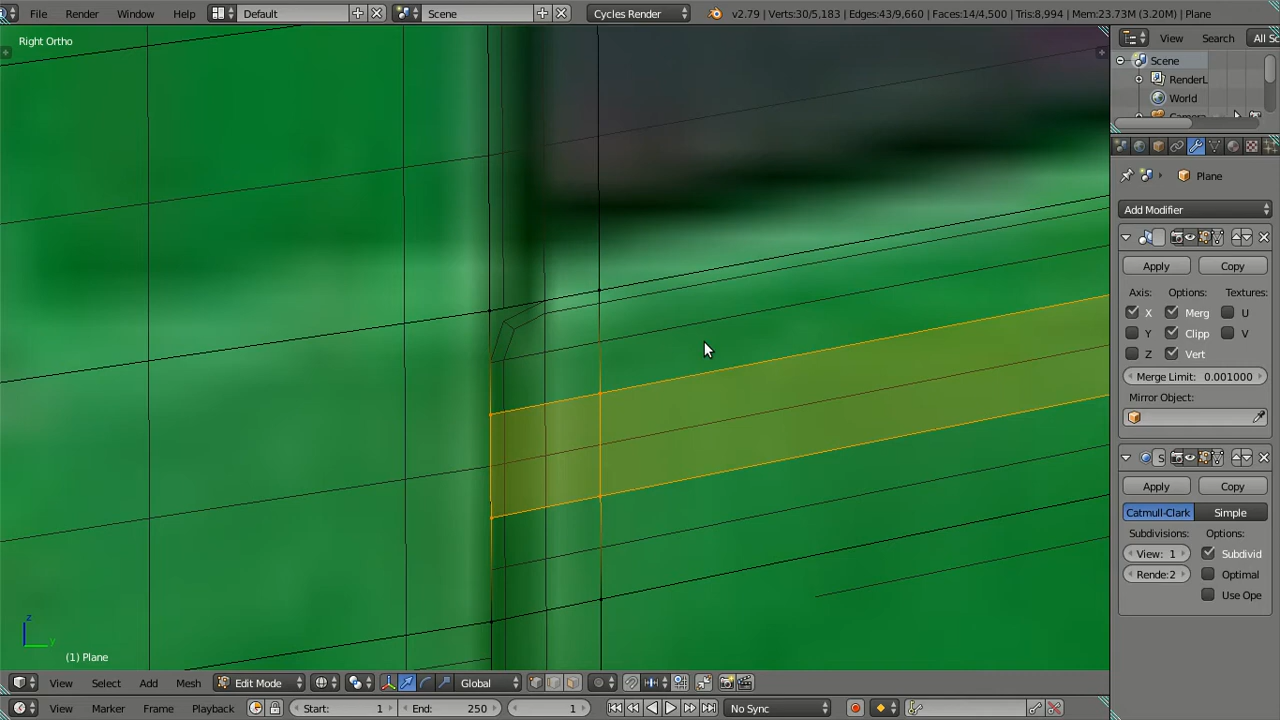 File Render Window Help Default Scene Cycles Render v2.79 | Verts:30/5,183 | Edges:43/9,660 | Faces:14/4,500 | Tris:8,994 | Mem:23.73M (3.20M) | Plane
Right Ortho
View Search All Sc
Scene
RenderL
World
Camera
Plane
Add Modifier
Apply Copy
Axis: Options: Textures:
X Merg U
Y Clipp V
Z Vert
Merge Limit: 0.001000
Mirror Object:
S
Apply Copy
Catmull-Clark Simple
Subdivisions: Options:
View: 1 Subdivid
Rende:2 Optimal
Use Ope
z
y
(1) Plane
View Select Add Mesh Edit Mode Global
View Marker Frame Playback Start: 1 End: 250 1 No Sync